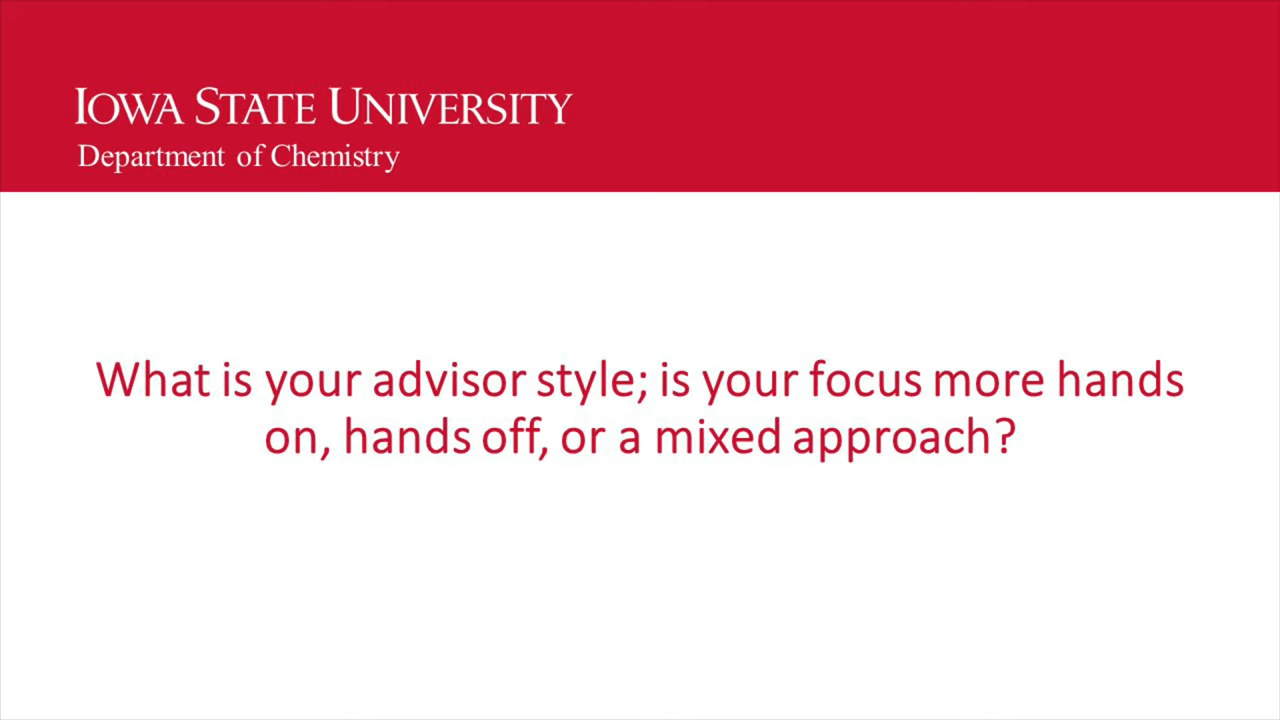 IOWA STATE UNIVERSITY
Department of Chemistry
What is your advisor style; is your focus more hands
on, hands off, or a mixed approach?